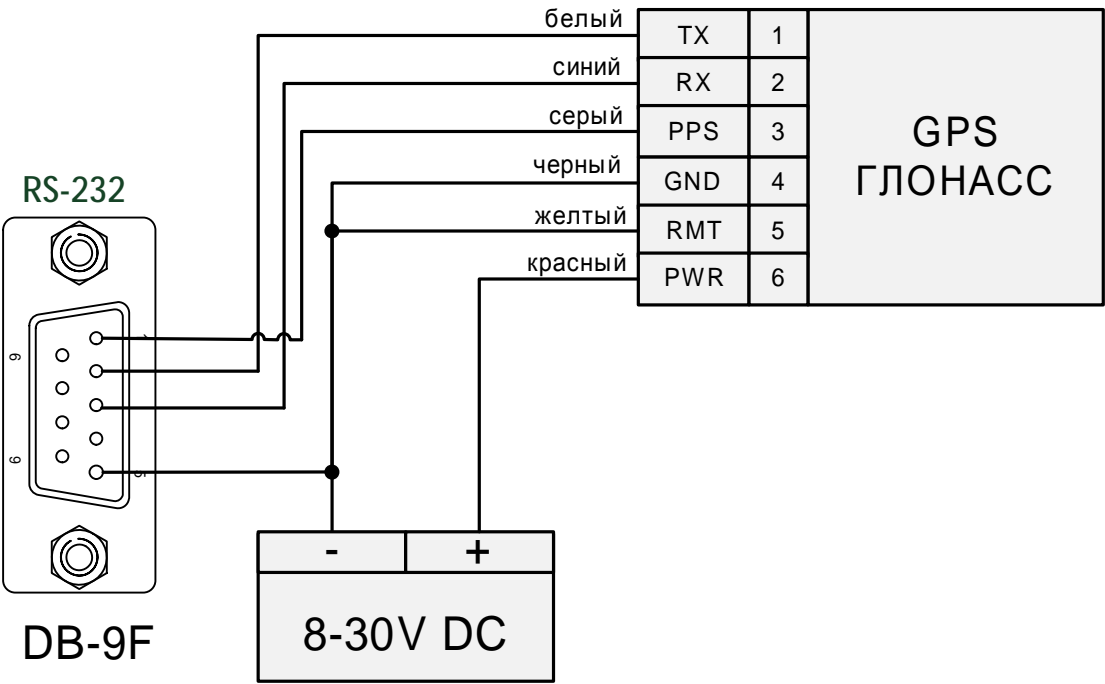 белый
TX 1
синий
RX 2
серый
PPS 3
черный
GND 4
желтый
RMT 5
красный
PWR 6
GPS
ГЛОНАСС
RS-232
1
6
9
5
- +
8-30V DC
DB-9F